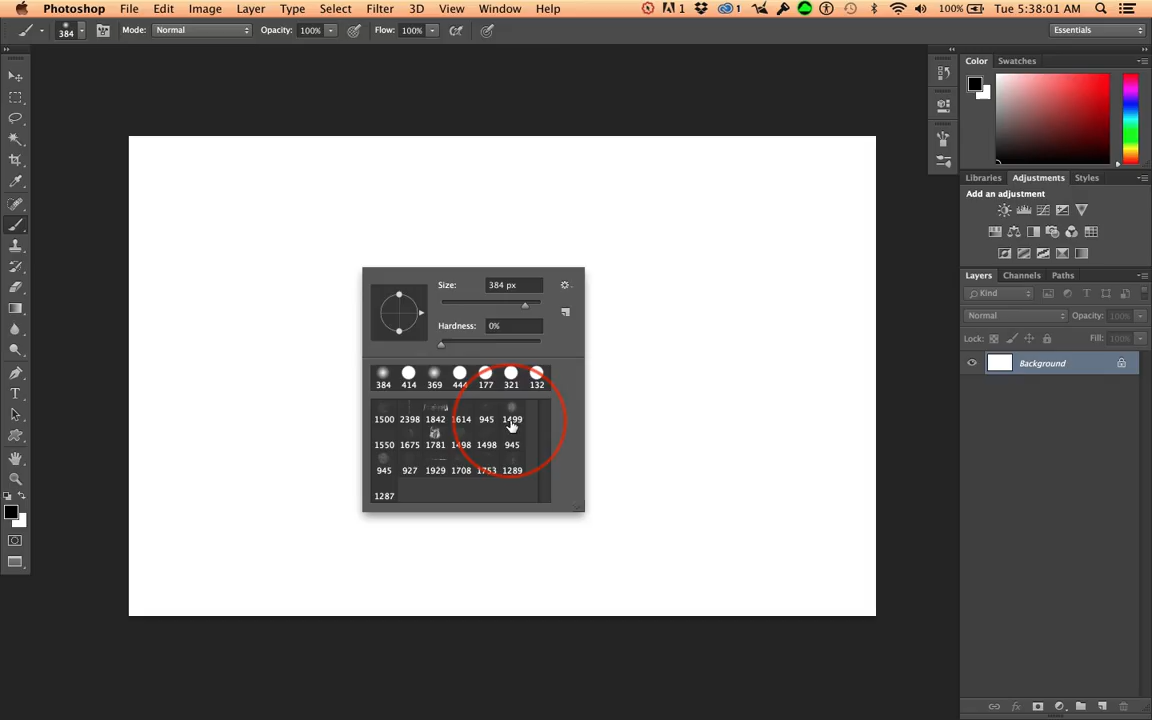 Photoshop File Edit Image Layer Type Select Filter 3D View Window Help 1 1 100% Tue 5:38:01 AM
384 Mode: Normal Opacity: 100% Flow: 100% Essentials
Color Swatches
Libraries Adjustments Styles
Add an adjustment
Layers Channels Paths
Kind
Normal Opacity: 100%
Lock: Fill: 100%
Background
Size: 384 px
Hardness: 0%
384 414 369 444 177 321 132
1500 2398 1842 1614 945 1499
1550 1675 1781 1498 1498 945
945 927 1929 1708 1753 1289
1287